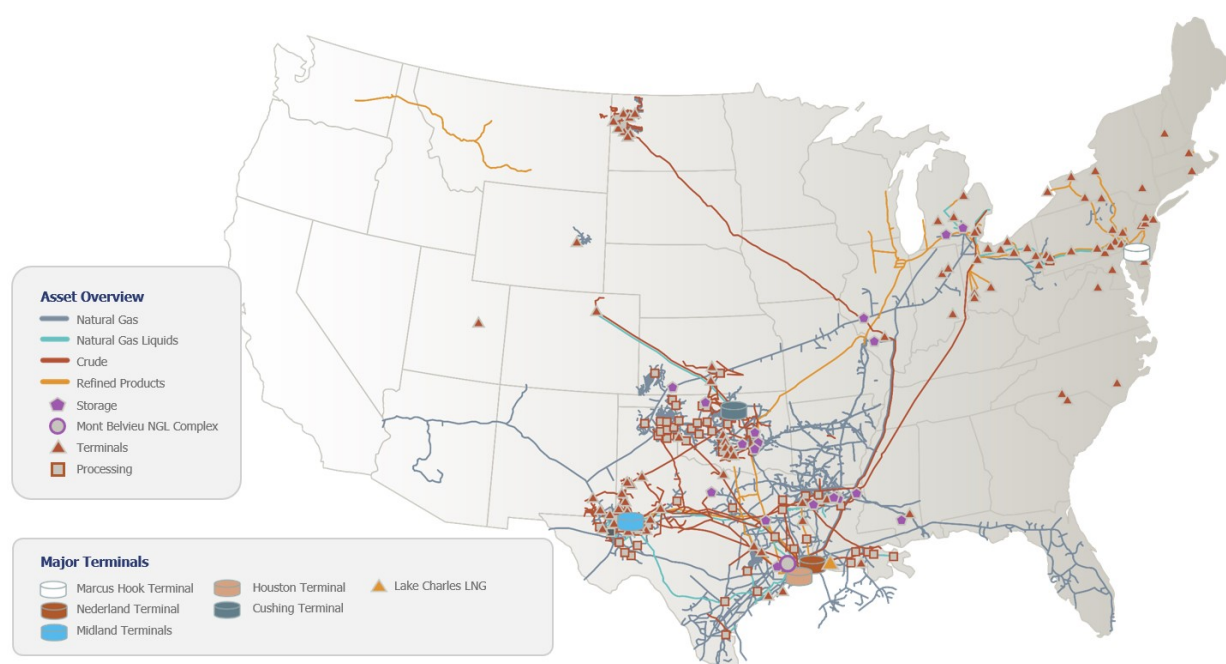 Asset Overview
Natural Gas
Natural Gas Liquids
Crude
Refined Products
Storage
Mont Belvieu NGL Complex
Terminals
Processing
Major Terminals
Marcus Hook Terminal
Houston Terminal
Lake Charles LNG
Nederland Terminal
Cushing Terminal
Midland Terminals